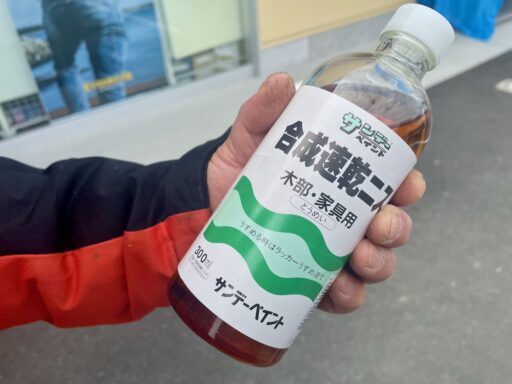 サンデー
ペイント
合成速乾ニス
木部・家具用
とうめい
うすめる時はラッカーうすめ液で
300ml
サンデーペイント